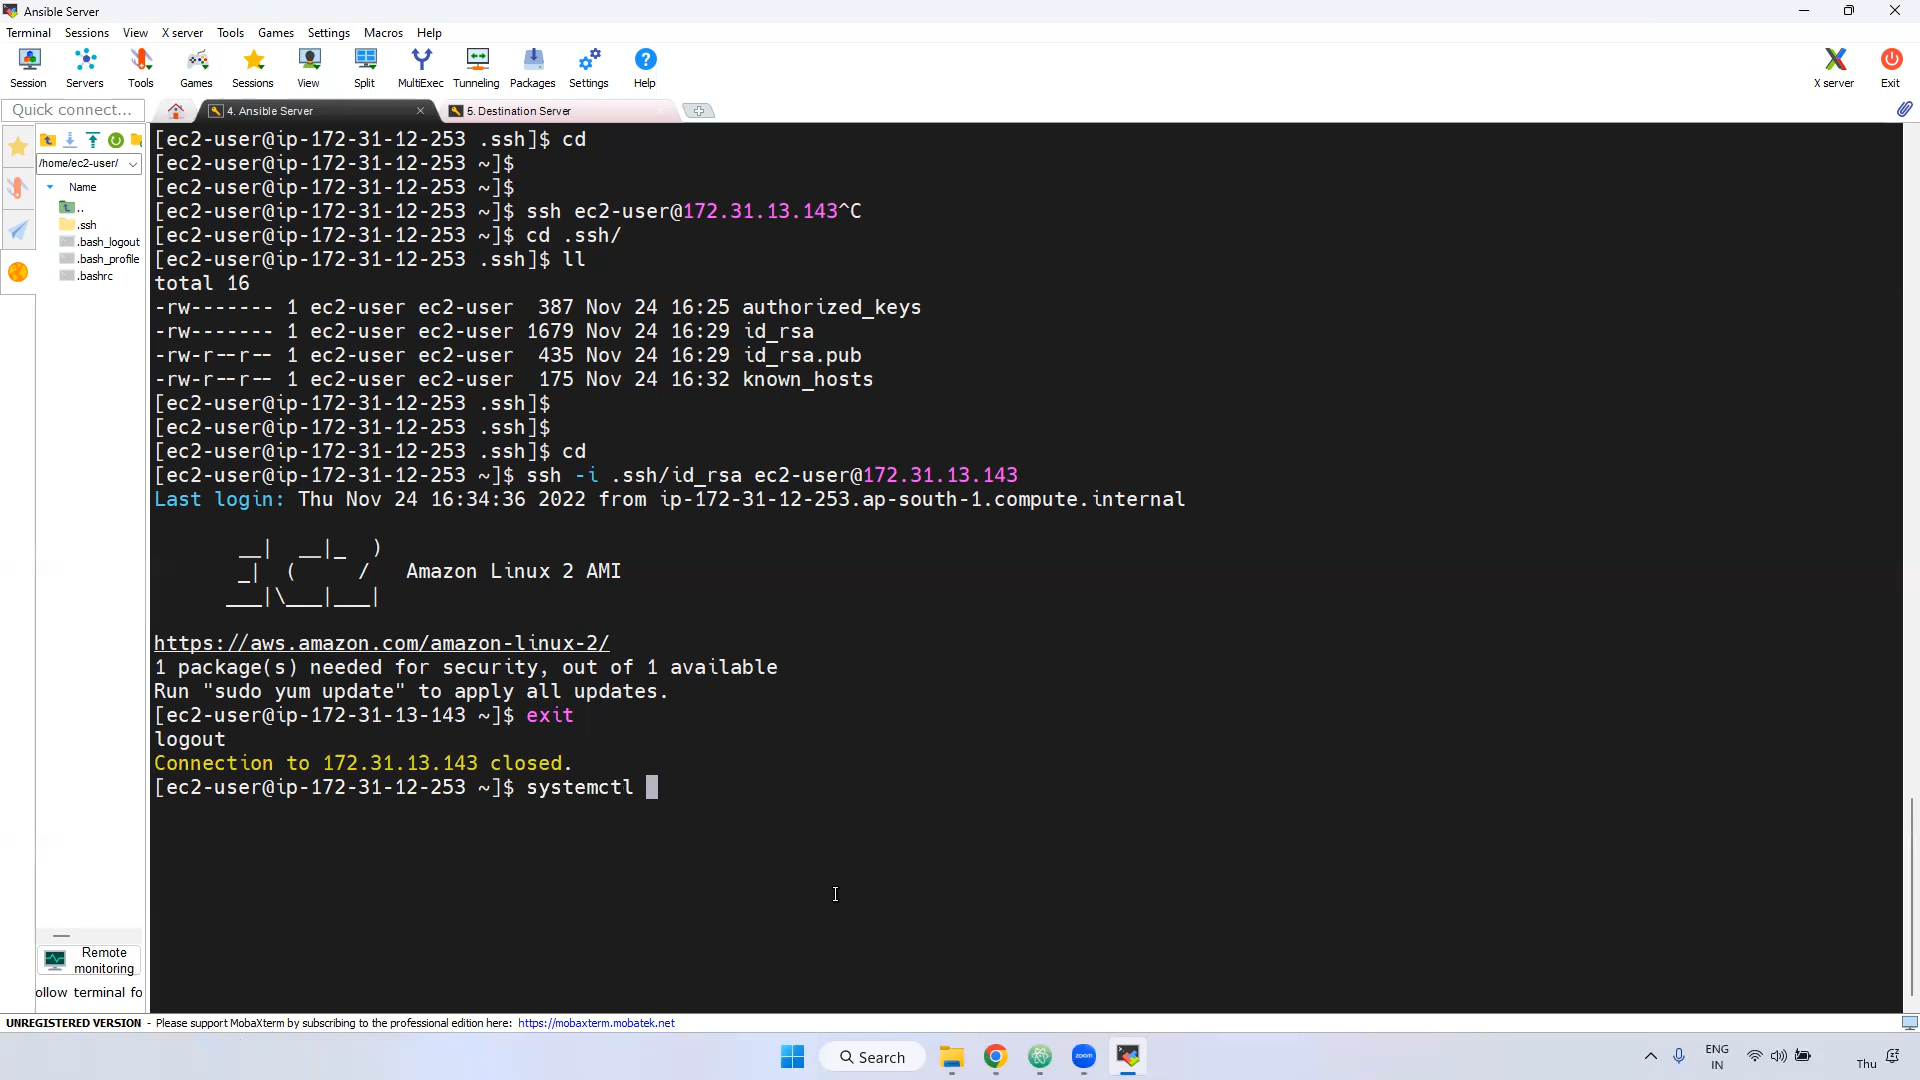 Ansible Server
Terminal Sessions View X server Tools Games Settings Macros Help
Session Servers Tools Games Sessions View Split MultiExec Tunneling Packages Settings Help X server Exit
Quick connect... 4. Ansible Server 5. Destination Server
/home/ec2-user/
Name
..
.ssh
.bash_logout
.bash_profile
.bashrc
[ec2-user@ip-172-31-12-253 .ssh]$ cd
[ec2-user@ip-172-31-12-253 ~]$
[ec2-user@ip-172-31-12-253 ~]$
[ec2-user@ip-172-31-12-253 ~]$ ssh ec2-user@172.31.13.143^C
[ec2-user@ip-172-31-12-253 ~]$ cd .ssh/
[ec2-user@ip-172-31-12-253 .ssh]$ ll
total 16
-rw------- 1 ec2-user ec2-user  387 Nov 24 16:25 authorized_keys
-rw------- 1 ec2-user ec2-user 1679 Nov 24 16:29 id_rsa
-rw-r--r-- 1 ec2-user ec2-user  435 Nov 24 16:29 id_rsa.pub
-rw-r--r-- 1 ec2-user ec2-user  175 Nov 24 16:32 known_hosts
[ec2-user@ip-172-31-12-253 .ssh]$
[ec2-user@ip-172-31-12-253 .ssh]$
[ec2-user@ip-172-31-12-253 .ssh]$ cd
[ec2-user@ip-172-31-12-253 ~]$ ssh -i .ssh/id_rsa ec2-user@172.31.13.143
Last login: Thu Nov 24 16:34:36 2022 from ip-172-31-12-253.ap-south-1.compute.internal
       __|  __|_  )
       _|  (     /   Amazon Linux 2 AMI
      ___|\___|___|
https://aws.amazon.com/amazon-linux-2/
1 package(s) needed for security, out of 1 available
Run "sudo yum update" to apply all updates.
[ec2-user@ip-172-31-13-143 ~]$ exit
logout
Connection to 172.31.13.143 closed.
[ec2-user@ip-172-31-12-253 ~]$ systemctl
Remote
monitoring
ollow terminal fo
UNREGISTERED VERSION - Please support MobaXterm by subscribing to the professional edition here: https://mobaxterm.mobatek.net
Search
zoom
ENG
IN
Thu